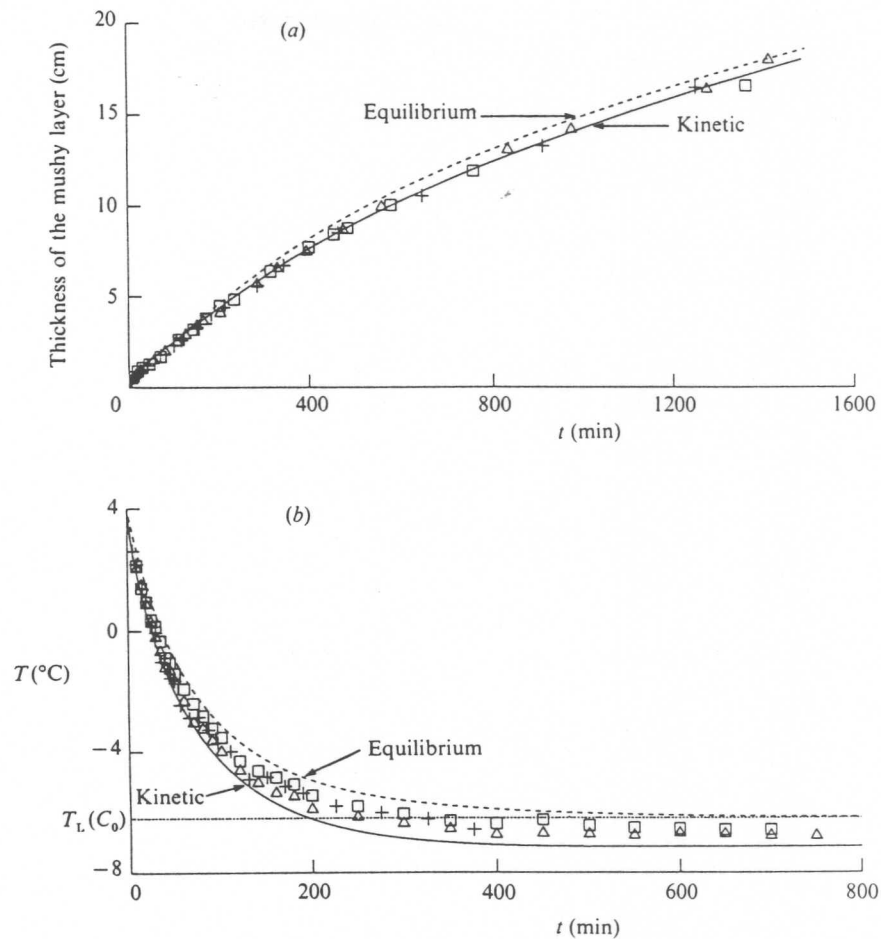 (a)
Thickness of the mushy layer (cm)
20
15
10
5
0
Equilibrium
Kinetic
400
800
1200
1600
t (min)
(b)
T (°C)
4
0
−4
T_L (C_0)
−8
Equilibrium
Kinetic
0
200
400
600
800
t (min)